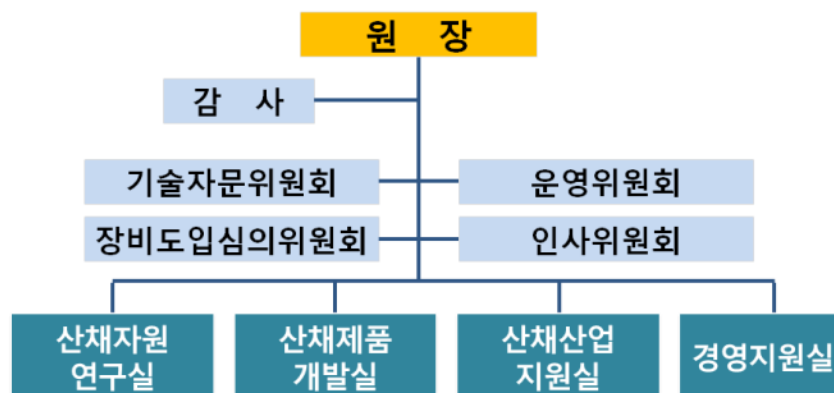 원 장
감 사
기술자문위원회
운영위원회
장비도입심의위원회
인사위원회
산채자원
연구실
산채제품
개발실
산채산업
지원실
경영지원실